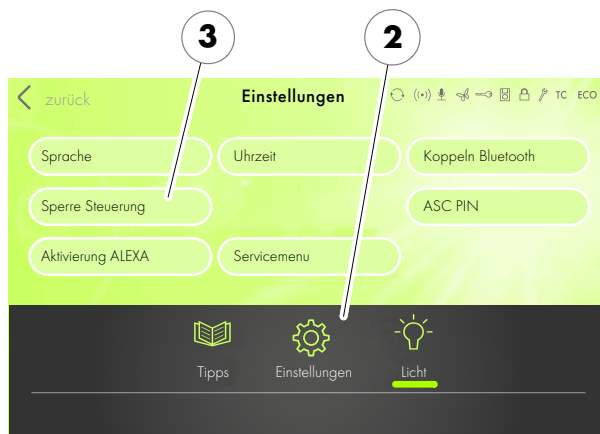 3 2
zurück Einstellungen TC ECO
Sprache Uhrzeit Koppeln Bluetooth
Sperre Steuerung ASC PIN
Aktivierung ALEXA Servicemenu
Tipps Einstellungen Licht